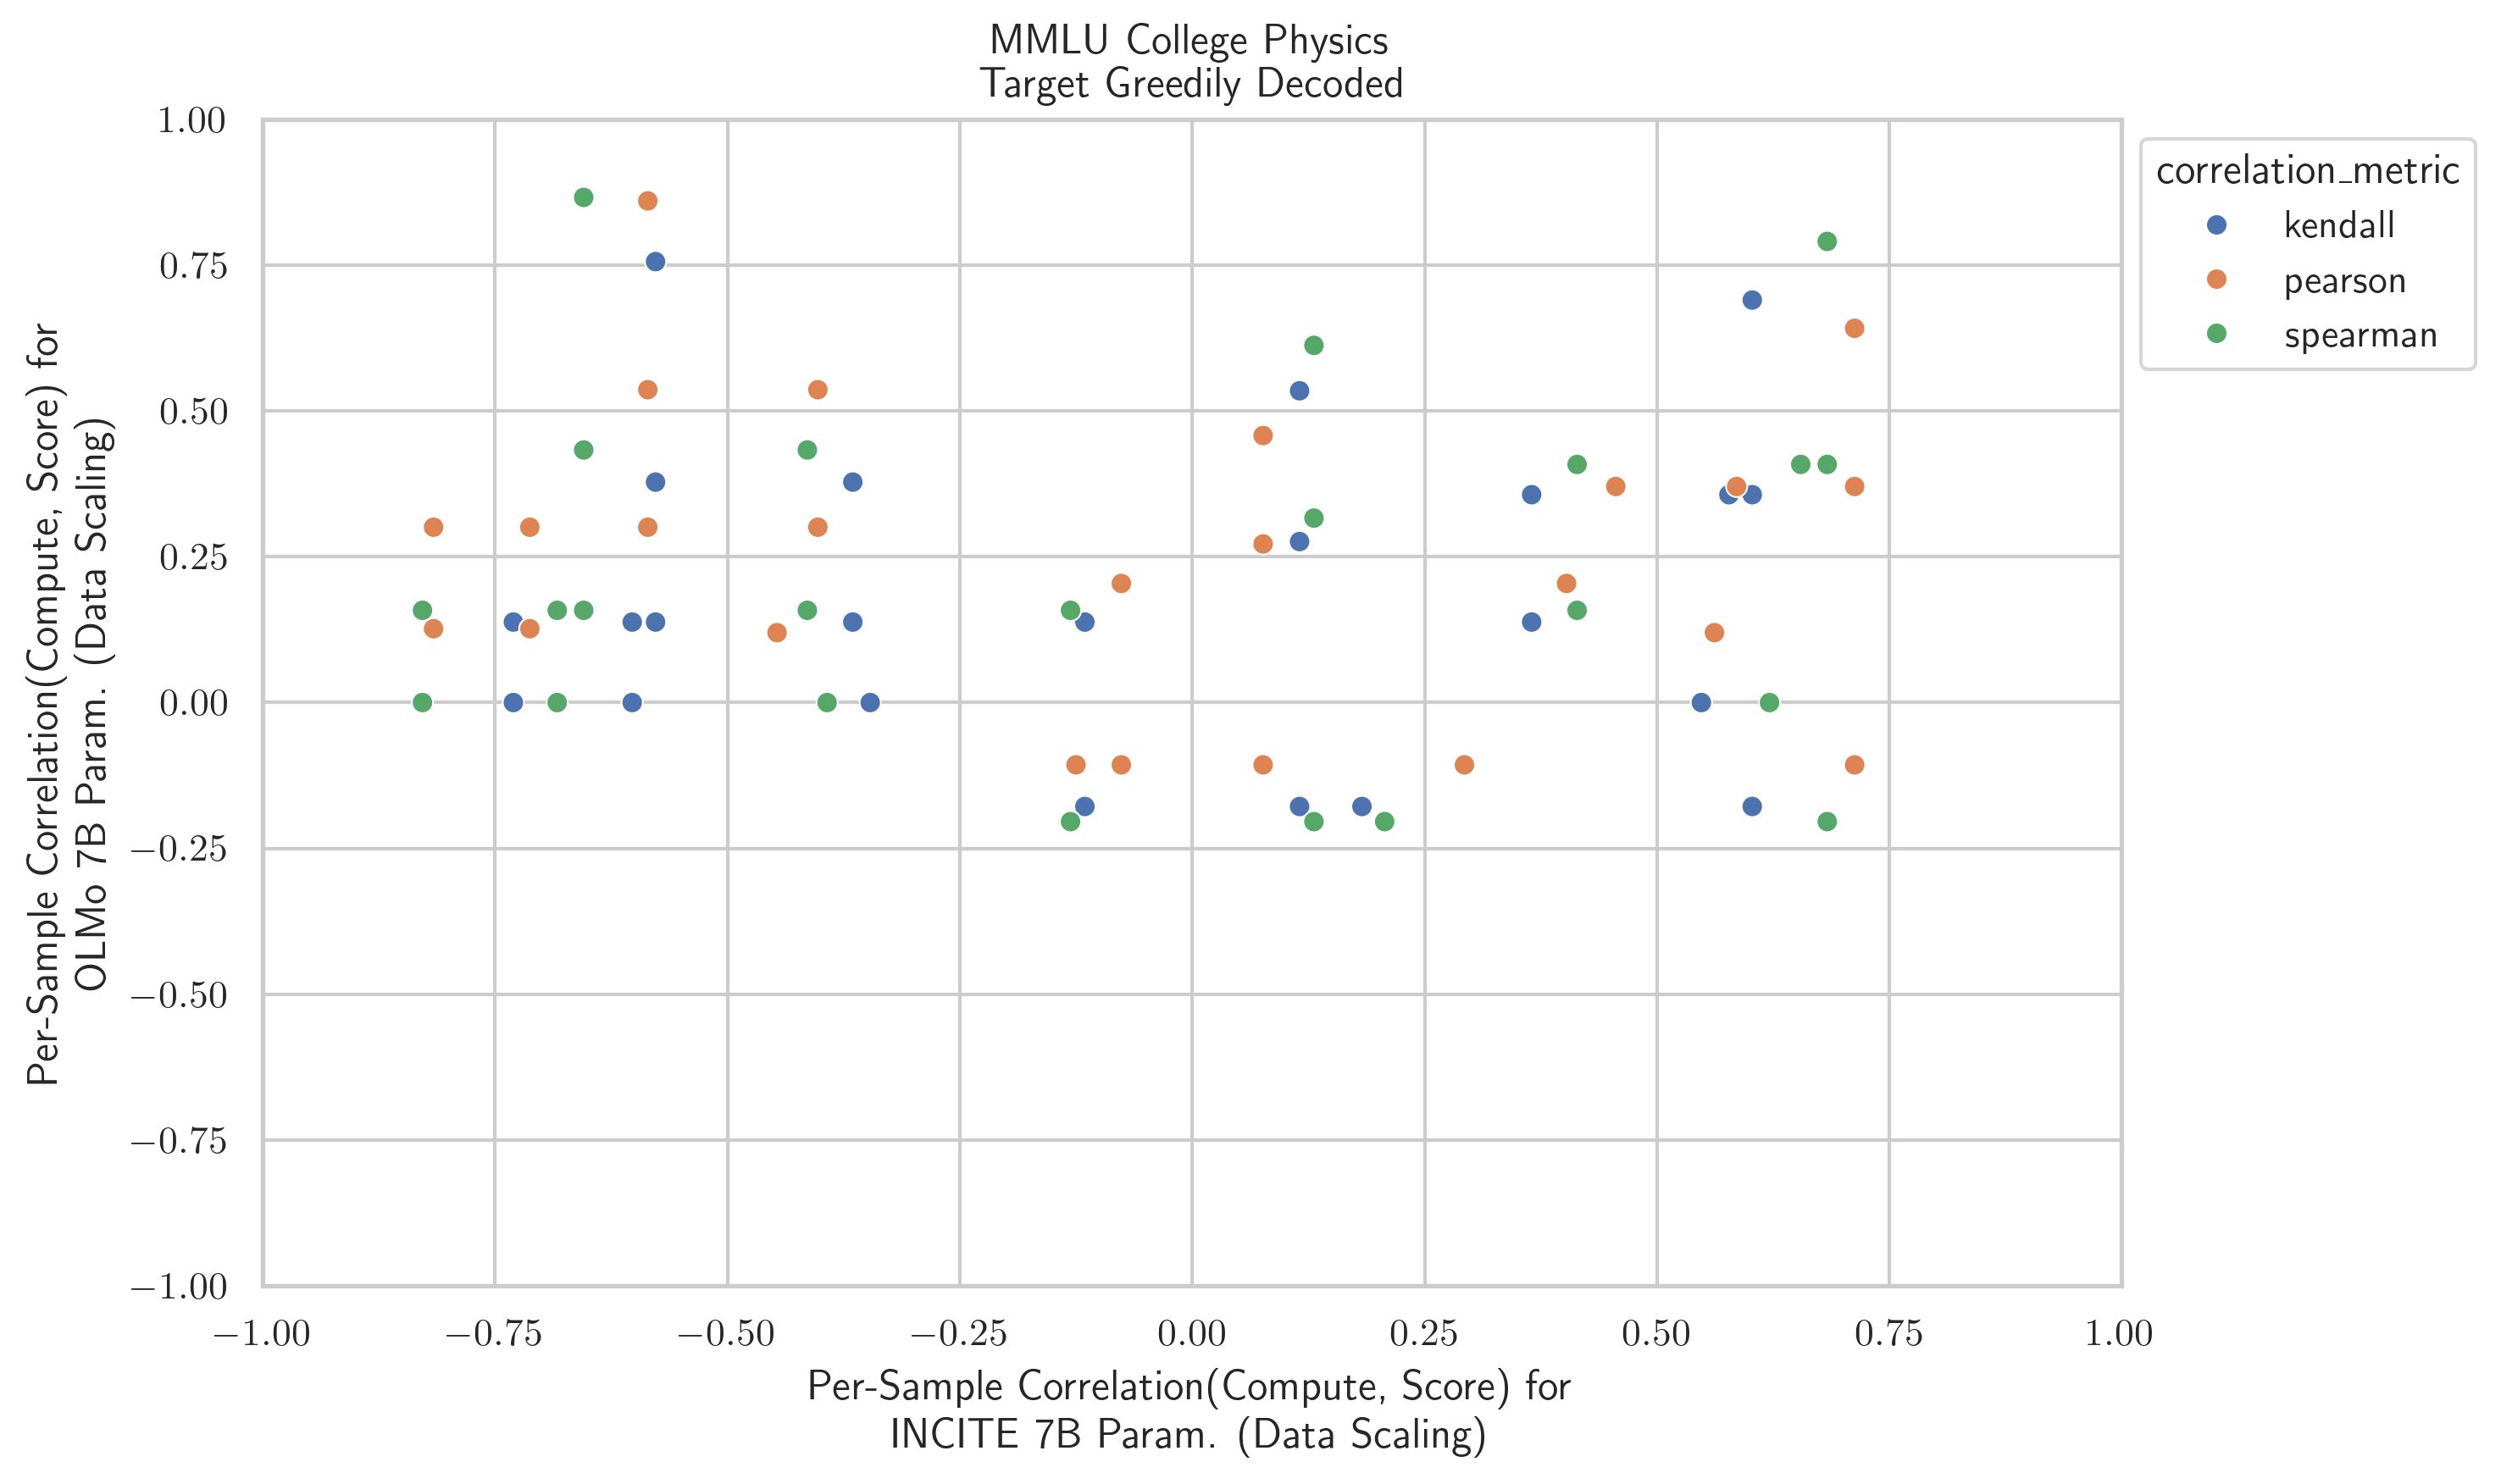 MMLU College Physics
Target Greedily Decoded
Per-Sample Correlation(Compute, Score) for
OLMo 7B Param. (Data Scaling)
1.00
0.75
0.50
0.25
0.00
−0.25
−0.50
−0.75
−1.00
−1.00
−0.75
−0.50
−0.25
0.00
0.25
0.50
0.75
1.00
Per-Sample Correlation(Compute, Score) for
INCITE 7B Param. (Data Scaling)
correlation_metric
kendall
pearson
spearman